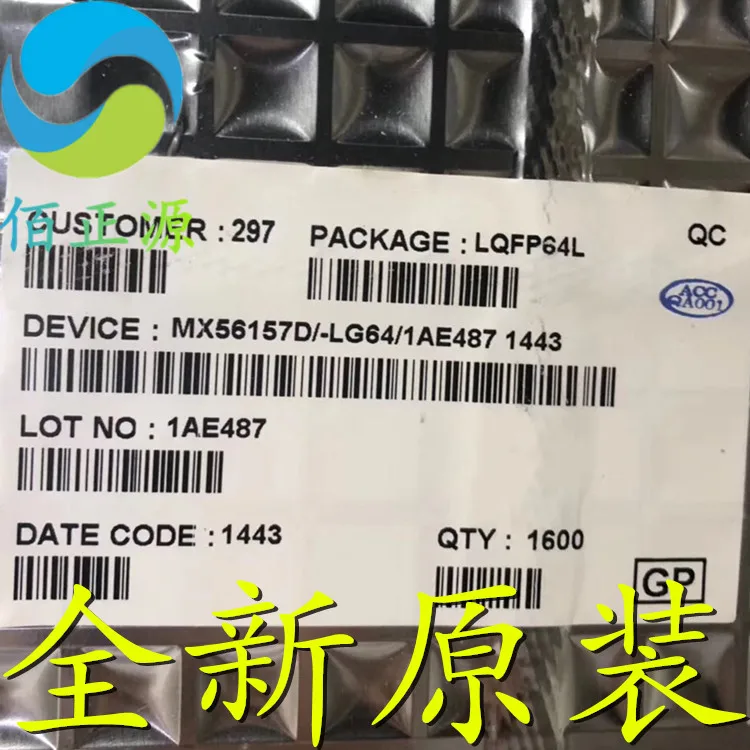 佰正源
CUSTOMER : 297
PACKAGE : LQFP64L
QC
ACC
QA001
DEVICE : MX56157D/-LG64/1AE487 1443
LOT NO : 1AE487
DATE CODE : 1443
QTY : 1600
GP
全新原装